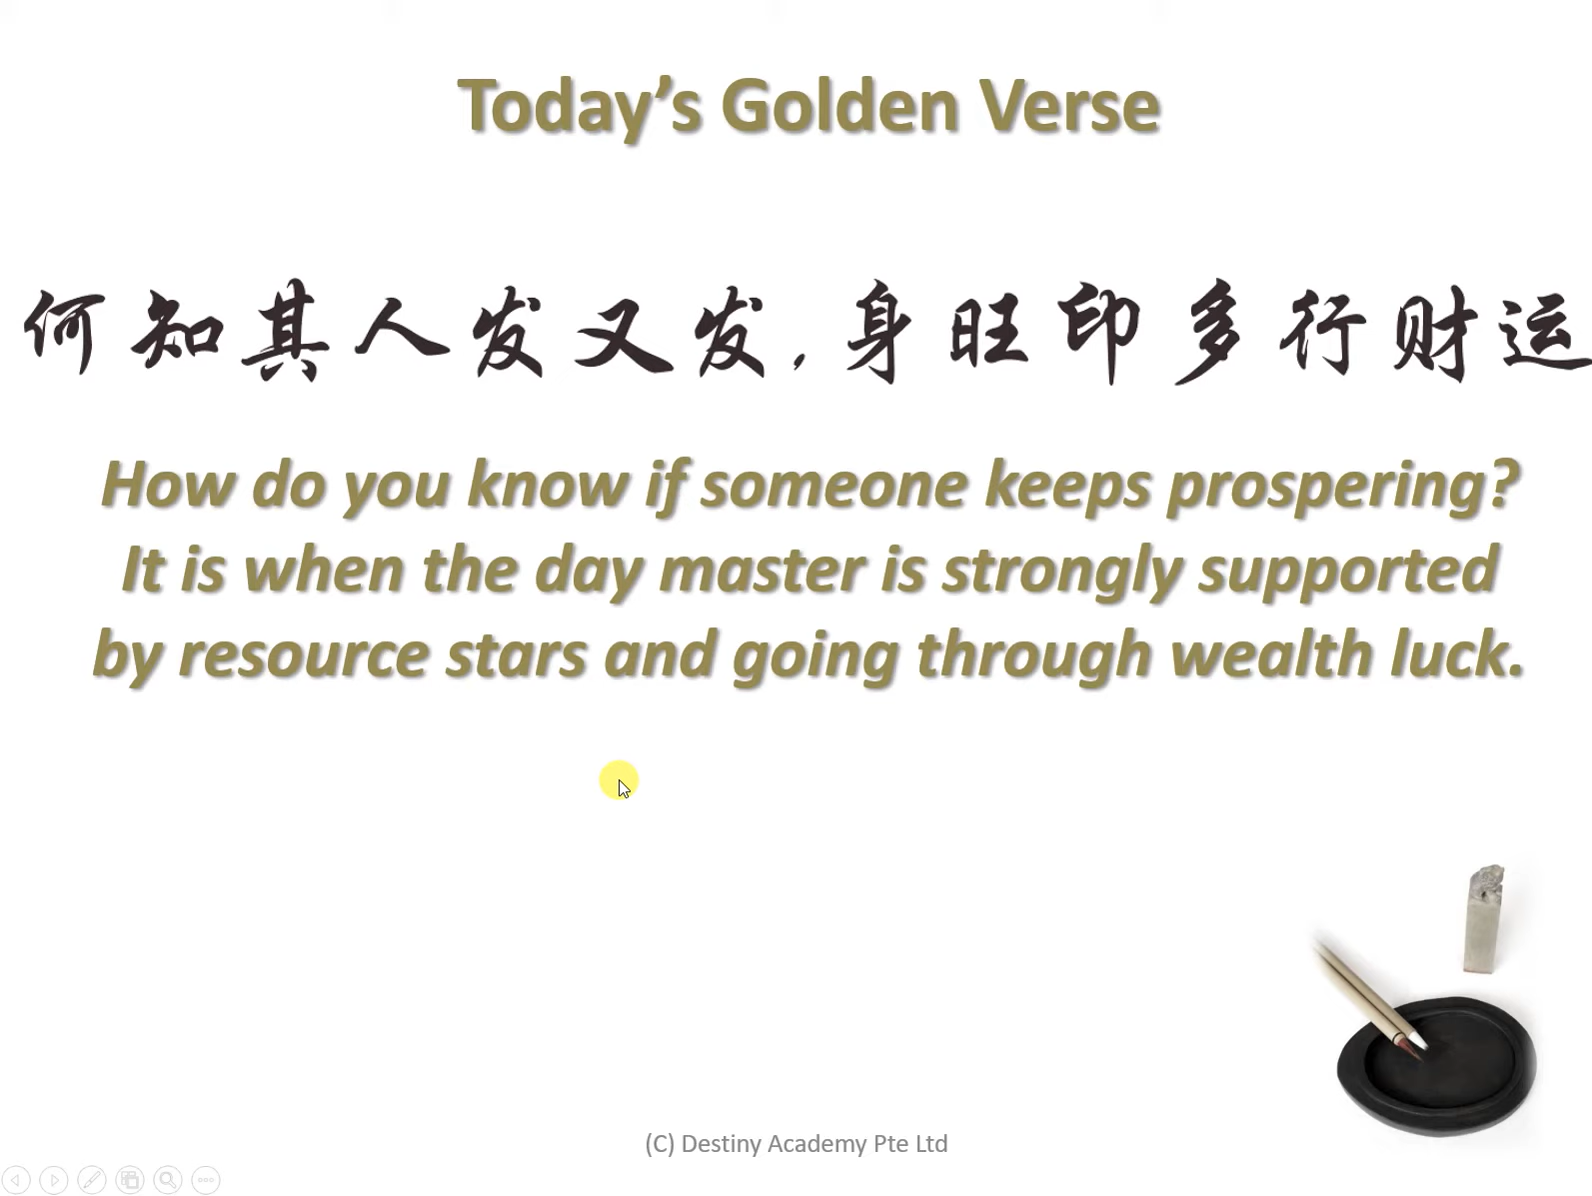 Today’s Golden Verse
何知其人发又发,身旺印多行财运
How do you know if someone keeps prospering?
It is when the day master is strongly supported
by resource stars and going through wealth luck.
(C) Destiny Academy Pte Ltd